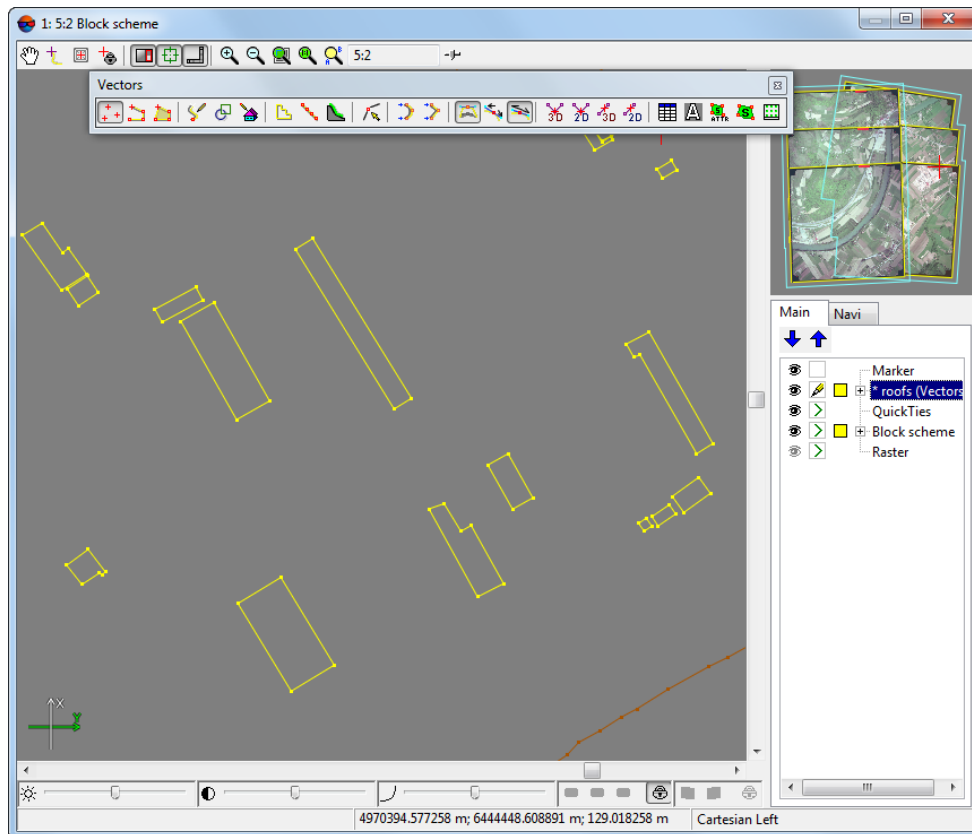 1: 5:2 Block scheme
5:2
Vectors
3D 2D 3D 2D A S ATTR S
Main Navi
Marker
* roofs (Vectors
QuickTies
Block scheme
Raster
X
Y
4970394.577258 m; 6444448.608891 m; 129.018258 m Cartesian Left